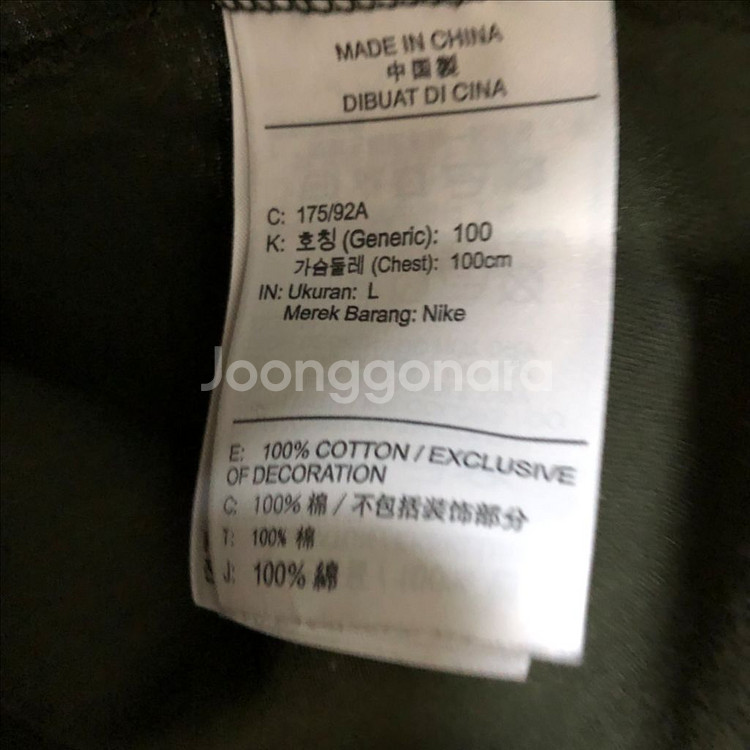 MADE IN CHINA
中国製
DIBUAT DI CINA
C: 175/92A
K: 호칭 (Generic): 100
가슴둘레 (Chest): 100cm
IN: Ukuran: L
Merek Barang: Nike
Joonggonara
E: 100% COTTON / EXCLUSIVE
OF DECORATION
C: 100% 棉 / 不包括装饰部分
T: 100% 棉
J: 100% 綿